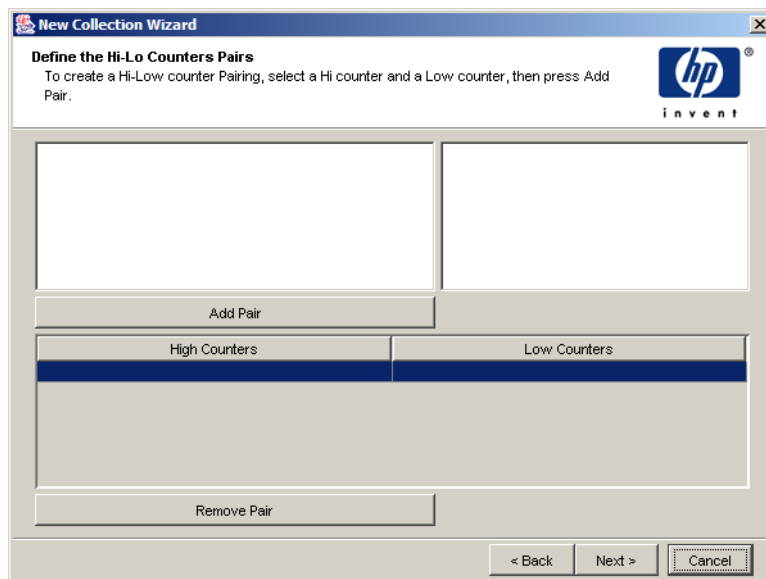 New Collection Wizard
Define the Hi-Lo Counters Pairs
To create a Hi-Low counter Pairing, select a Hi counter and a Low counter, then press Add
Pair.
hp ®
invent
Add Pair
High Counters Low Counters
Remove Pair
< Back Next > Cancel